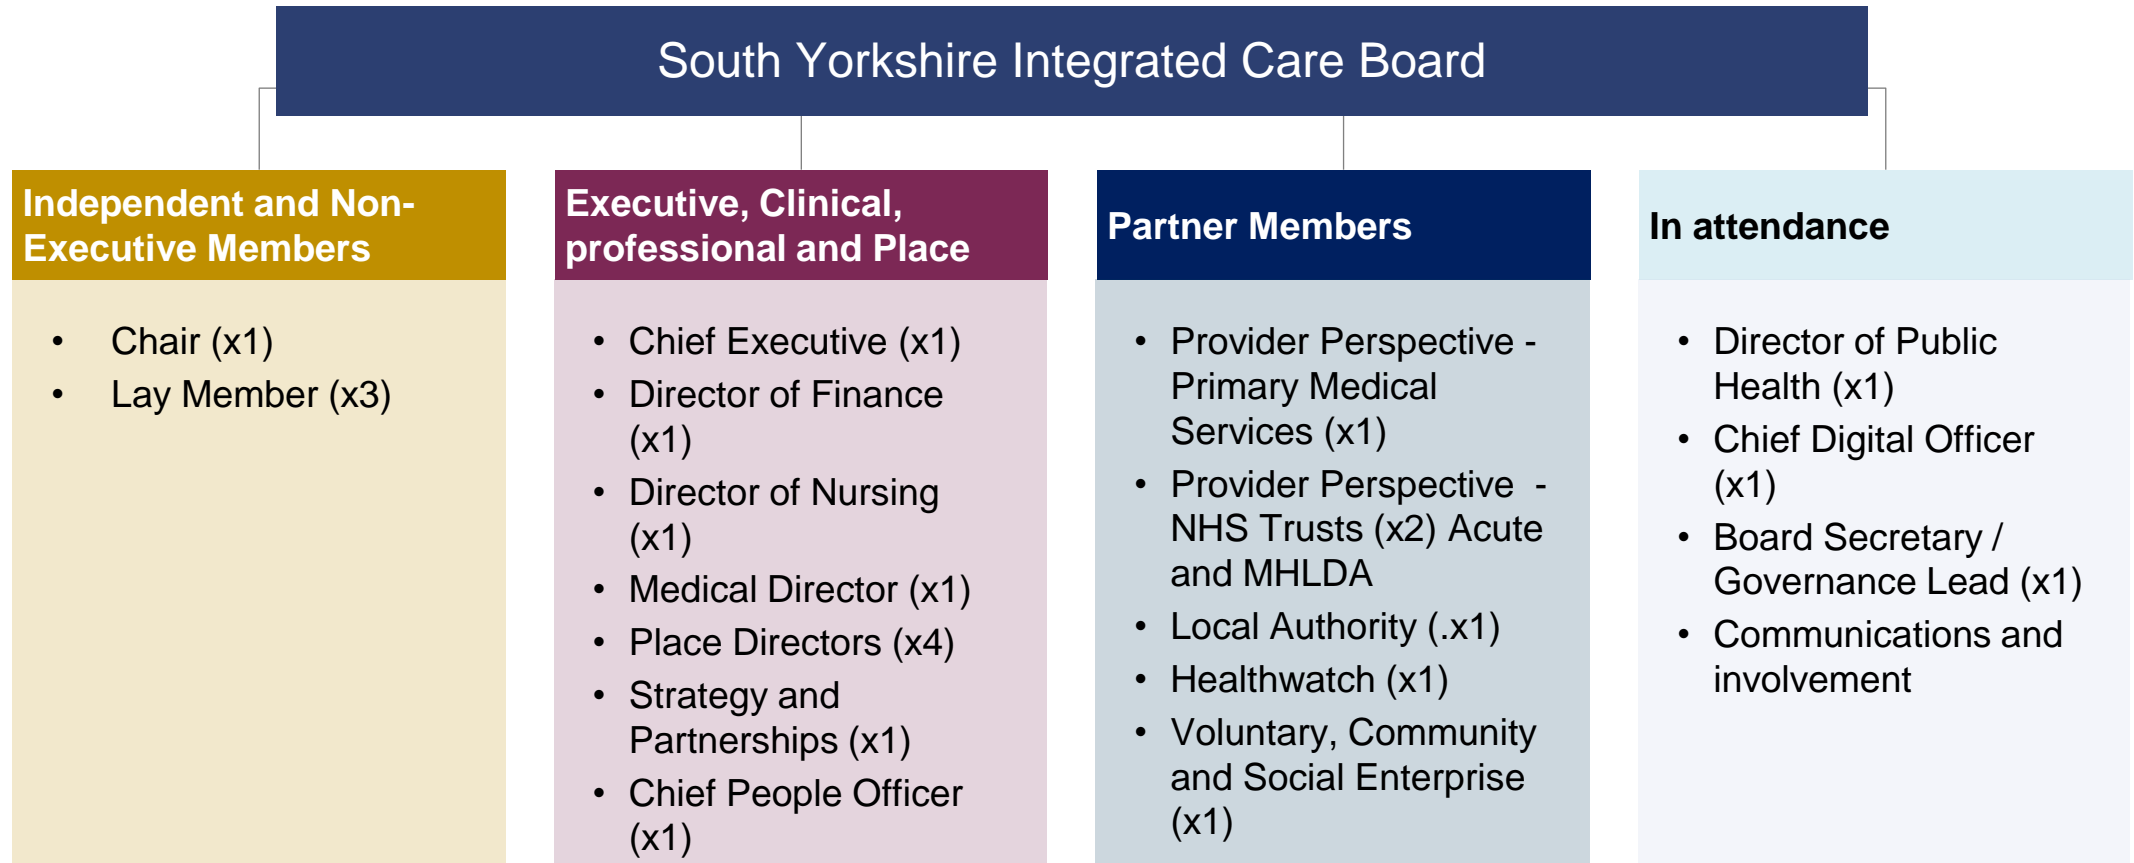 South Yorkshire Integrated Care Board
Independent and Non-
Executive Members
• Chair (x1)
• Lay Member (x3)
Executive, Clinical,
professional and Place
• Chief Executive (x1)
• Director of Finance
(x1)
• Director of Nursing
(x1)
• Medical Director (x1)
• Place Directors (x4)
• Strategy and
Partnerships (x1)
• Chief People Officer
(x1)
Partner Members
• Provider Perspective -
Primary Medical
Services (x1)
• Provider Perspective  -
NHS Trusts (x2) Acute
and MHLDA
• Local Authority (.x1)
• Healthwatch (x1)
• Voluntary, Community
and Social Enterprise
(x1)
In attendance
• Director of Public
Health (x1)
• Chief Digital Officer
(x1)
• Board Secretary /
Governance Lead (x1)
• Communications and
involvement